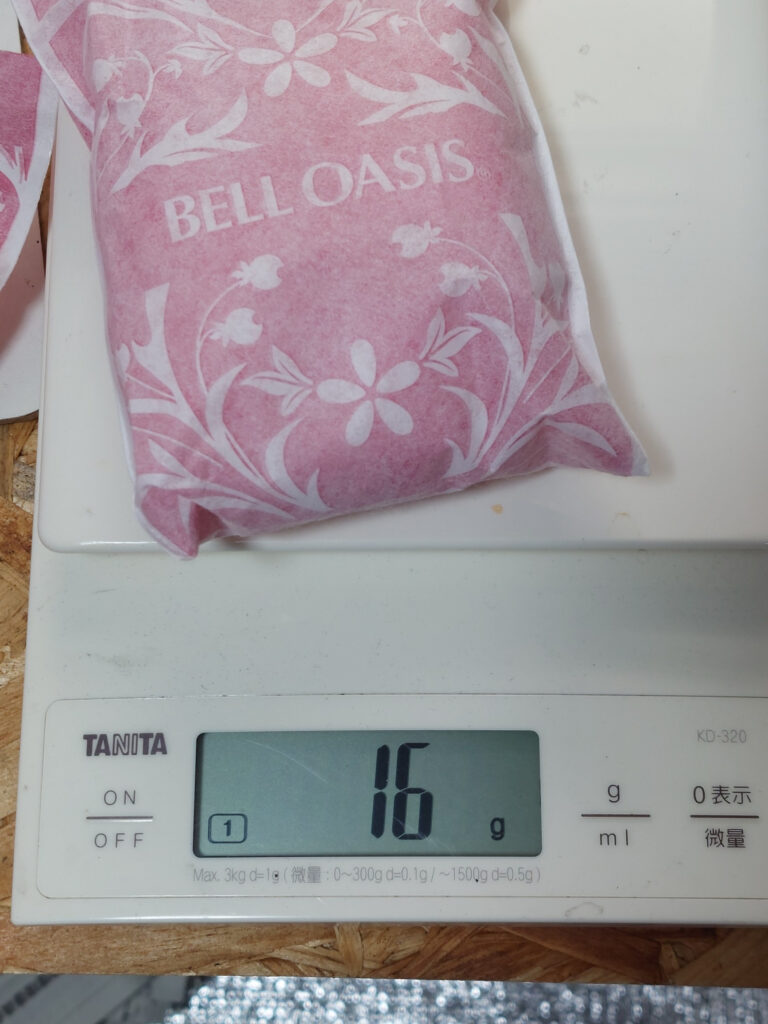 BELL OASIS®
TANITA
KD-320
ON
OFF
1
16 g
g
ml
0表示
微量
Max. 3kg d=1g ( 微量 : 0~300g d=0.1g / ~1500g d=0.5g )